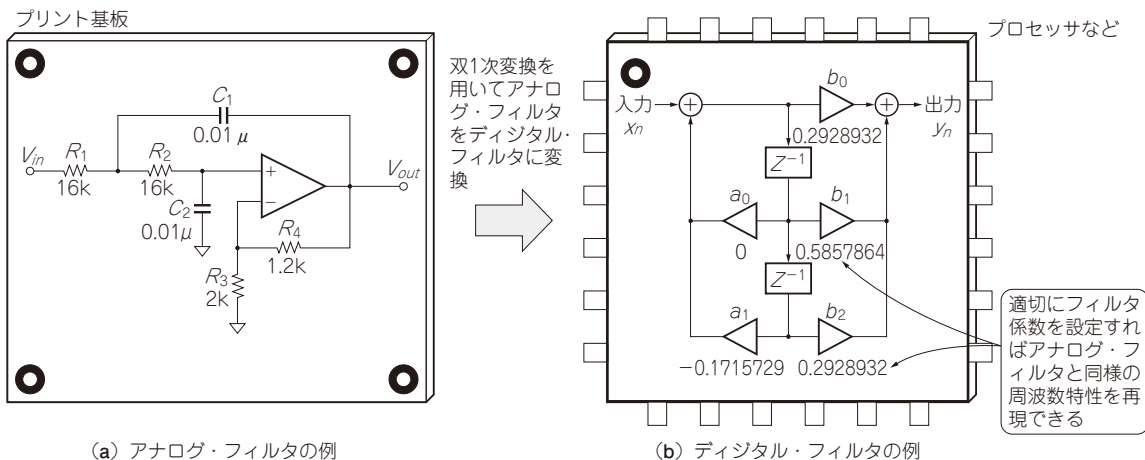 プリント基板
C1
0.01μ
Vin
R1
16k
R2
16k
C2
0.01μ
+
−
Vout
R4
1.2k
R3
2k
双1次変換を
用いてアナロ
グ・フィルタ
をディジタル・
フィルタに変
換
プロセッサなど
入力
xn
+
b0
0.2928932
+
出力
yn
Z−1
a0
0
b1
0.5857864
Z−1
a1
−0.1715729
b2
0.2928932
適切にフィルタ
係数を設定すれ
ばアナログ・フ
ィルタと同様の
周波数特性を再
現できる
(a) アナログ・フィルタの例
(b) ディジタル・フィルタの例